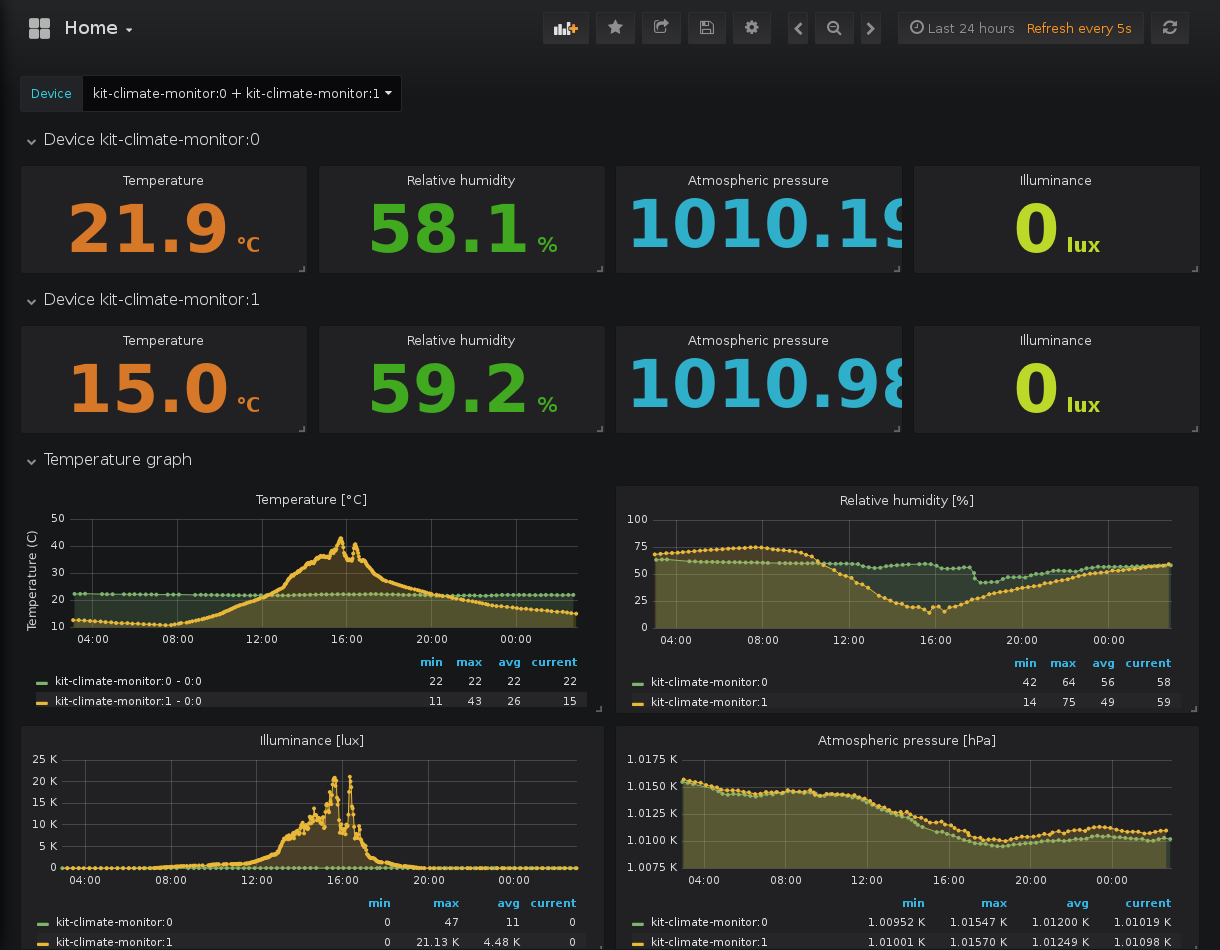 Home
Last 24 hours Refresh every 5s
Device kit-climate-monitor:0 + kit-climate-monitor:1
Device kit-climate-monitor:0
Temperature Relative humidity Atmospheric pressure Illuminance
21.9 °C 58.1 % 1010.19 0 lux
Device kit-climate-monitor:1
Temperature Relative humidity Atmospheric pressure Illuminance
15.0 °C 59.2 % 1010.98 0 lux
Temperature graph
Temperature [°C]
Temperature (C)
50
40
30
20
10
04:00 08:00 12:00 16:00 20:00 00:00
min max avg current
kit-climate-monitor:0 - 0:0 22 22 22 22
kit-climate-monitor:1 - 0:0 11 43 26 15
Relative humidity [%]
100
75
50
25
0
04:00 08:00 12:00 16:00 20:00 00:00
min max avg current
kit-climate-monitor:0 42 64 56 58
kit-climate-monitor:1 14 75 49 59
Illuminance [lux]
25 K
20 K
15 K
10 K
5 K
0
04:00 08:00 12:00 16:00 20:00 00:00
min max avg current
kit-climate-monitor:0 0 47 11 0
kit-climate-monitor:1 0 21.13 K 4.48 K 0
Atmospheric pressure [hPa]
1.0175 K
1.0150 K
1.0125 K
1.0100 K
1.0075 K
04:00 08:00 12:00 16:00 20:00 00:00
min max avg current
kit-climate-monitor:0 1.00952 K 1.01547 K 1.01200 K 1.01019 K
kit-climate-monitor:1 1.01001 K 1.01570 K 1.01249 K 1.01098 K